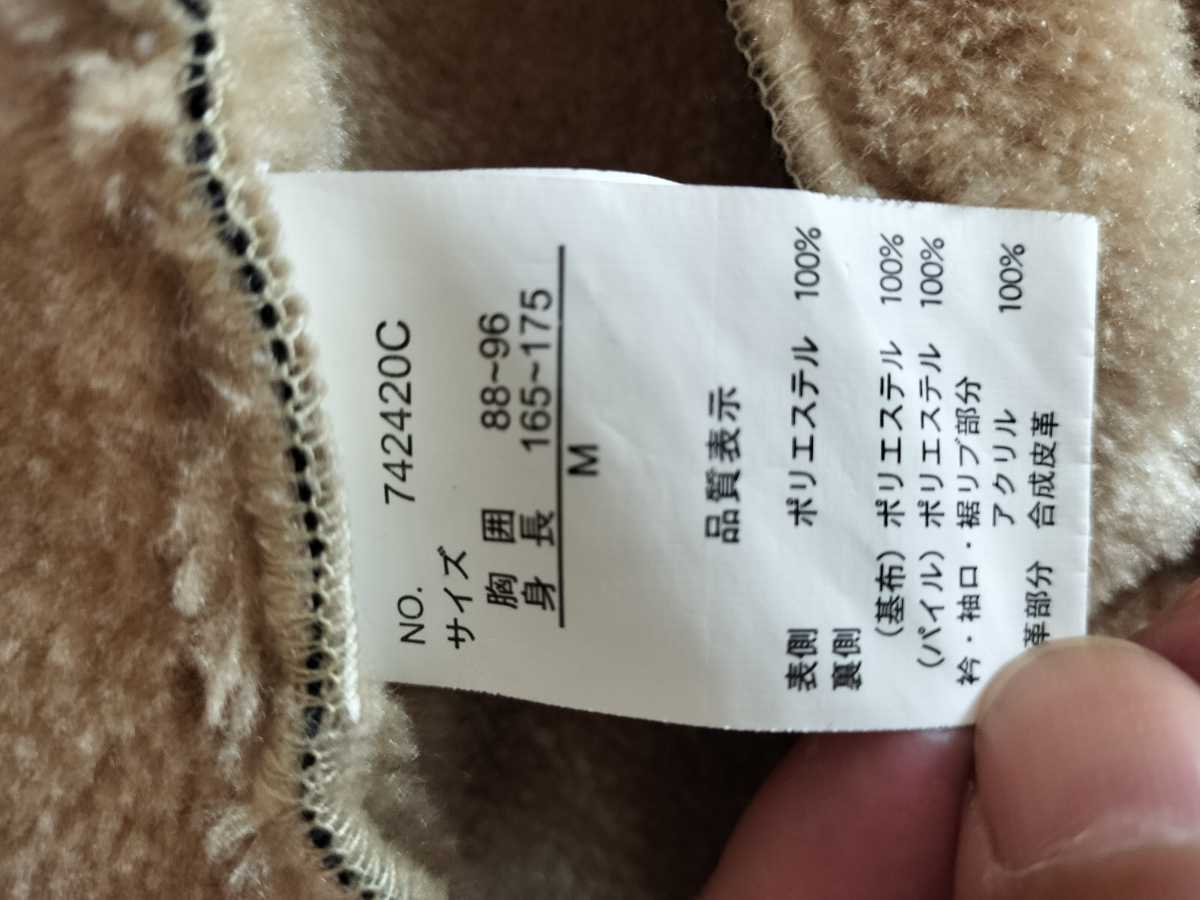 NO. 742420C
サイズ
胸 囲 88~96
身 長 165~175
M
品質表示
表側 ポリエステル 100%
裏側
(基布) ポリエステル 100%
(パイル) ポリエステル 100%
衿・袖口・裾リブ部分
アクリル 100%
革部分 合成皮革